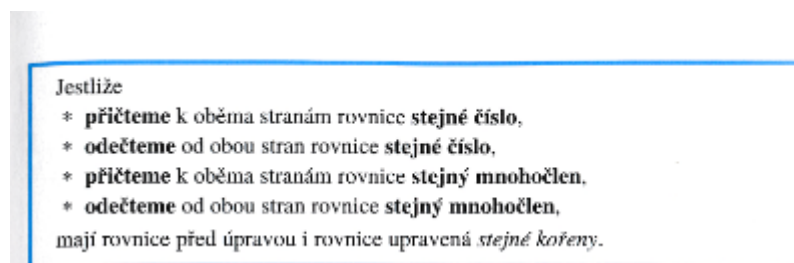 Jestliže
* přičteme k oběma stranám rovnice stejné číslo,
* odečteme od obou stran rovnice stejné číslo,
* přičteme k oběma stranám rovnice stejný mnohočlen,
* odečteme od obou stran rovnice stejný mnohočlen,
mají rovnice před úpravou i rovnice upravená stejné kořeny.